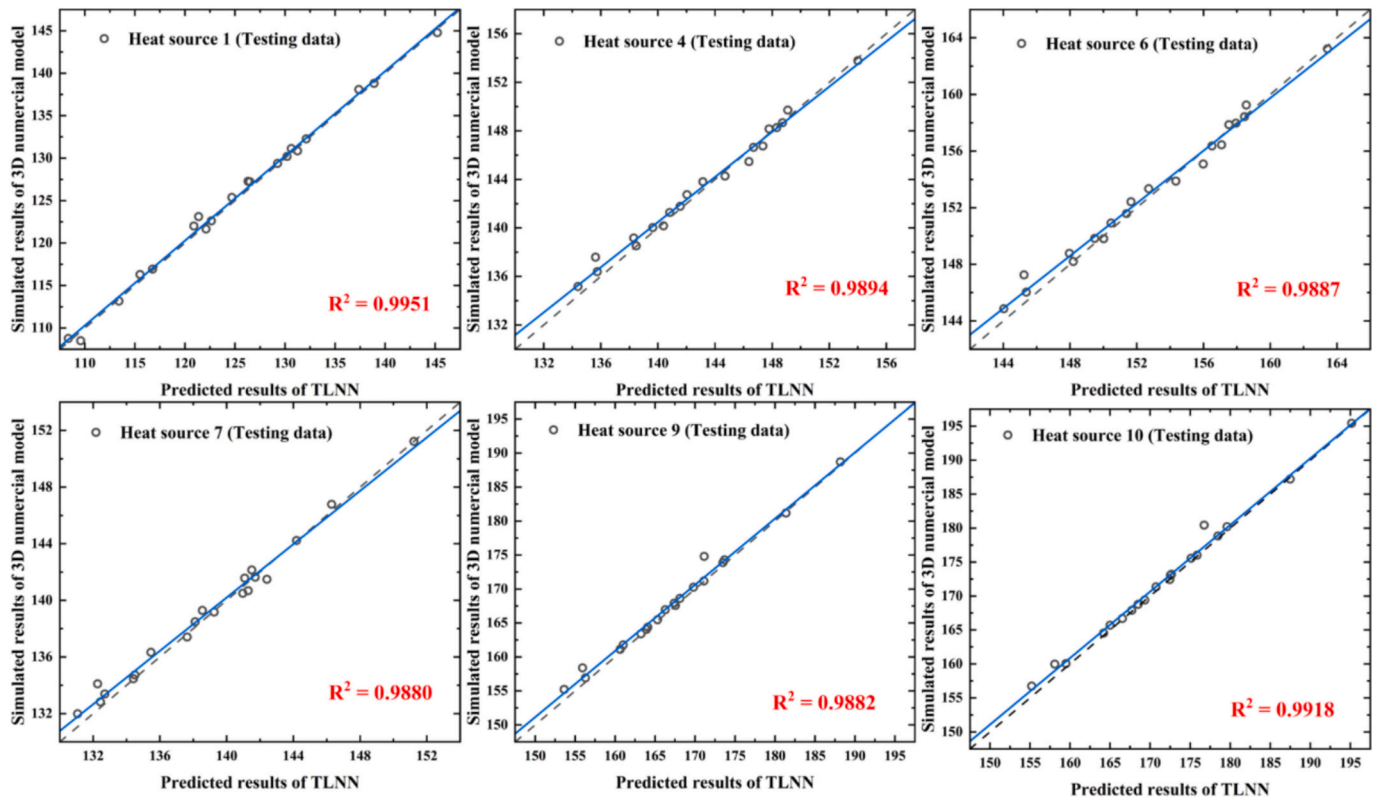 Simulated results of 3D numercial model
145
140
135
130
125
120
115
110
Heat source 1 (Testing data)
R² = 0.9951
110 115 120 125 130 135 140 145
Predicted results of TLNN
Simulated results of 3D numercial model
156
152
148
144
140
136
132
Heat source 4 (Testing data)
R² = 0.9894
132 136 140 144 148 152 156
Predicted results of TLNN
Simulated results of 3D numercial model
164
160
156
152
148
144
Heat source 6 (Testing data)
R² = 0.9887
144 148 152 156 160 164
Predicted results of TLNN
Simulated results of 3D numercial model
152
148
144
140
136
132
Heat source 7 (Testing data)
R² = 0.9880
132 136 140 144 148 152
Predicted results of TLNN
Simulated results of 3D numercial model
195
190
185
180
175
170
165
160
155
150
Heat source 9 (Testing data)
R² = 0.9882
150 155 160 165 170 175 180 185 190 195
Predicted results of TLNN
Simulated results of 3D numercial model
195
190
185
180
175
170
165
160
155
150
Heat source 10 (Testing data)
R² = 0.9918
150 155 160 165 170 175 180 185 190 195
Predicted results of TLNN